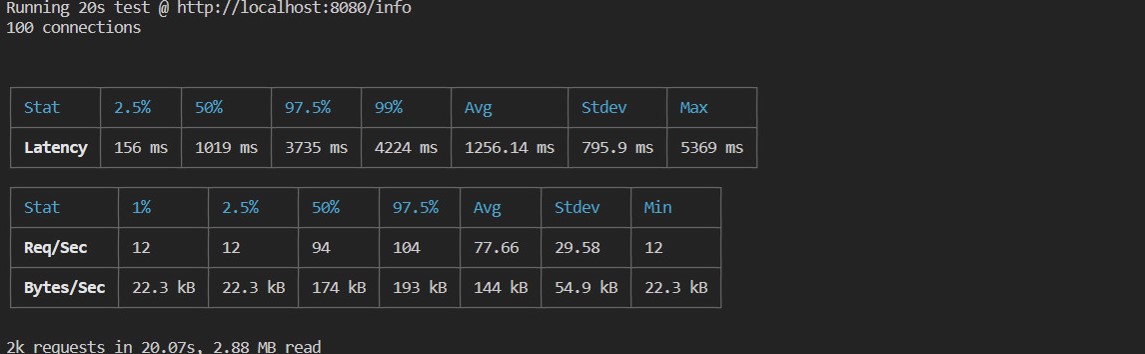 Running 20s test @ http://localhost:8080/info
100 connections
Stat 2.5% 50% 97.5% 99% Avg Stdev Max
Latency 156 ms 1019 ms 3735 ms 4224 ms 1256.14 ms 795.9 ms 5369 ms
Stat 1% 2.5% 50% 97.5% Avg Stdev Min
Req/Sec 12 12 94 104 77.66 29.58 12
Bytes/Sec 22.3 kB 22.3 kB 174 kB 193 kB 144 kB 54.9 kB 22.3 kB
2k requests in 20.07s, 2.88 MB read